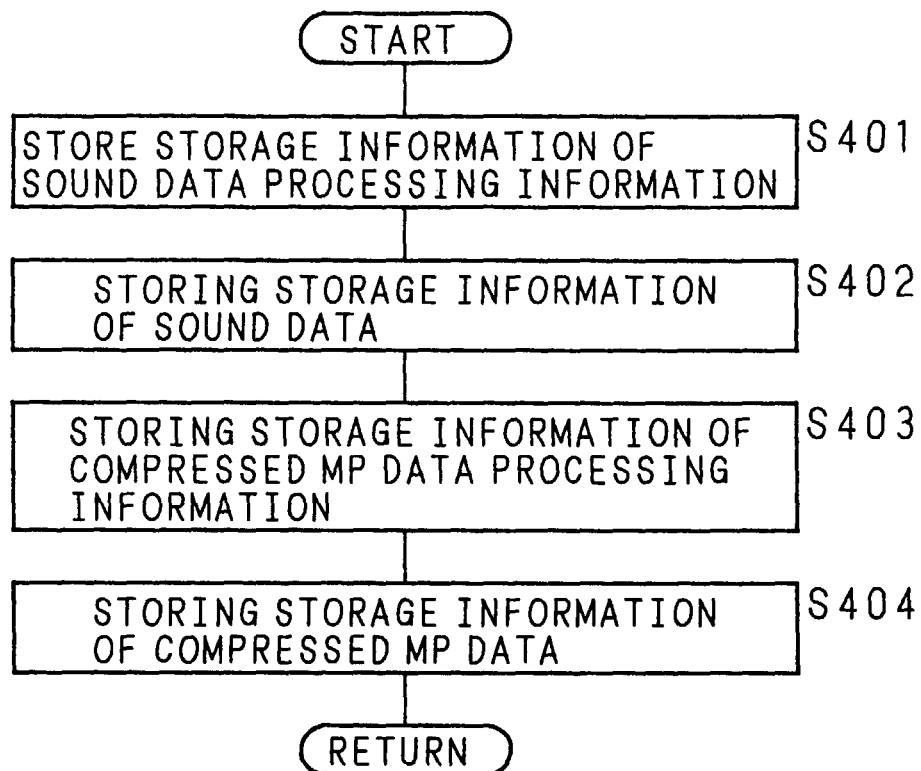 START
STORE STORAGE INFORMATION OF
SOUND DATA PROCESSING INFORMATION
S401
STORING STORAGE INFORMATION
OF SOUND DATA
S402
STORING STORAGE INFORMATION OF
COMPRESSED MP DATA PROCESSING
INFORMATION
S403
STORING STORAGE INFORMATION
OF COMPRESSED MP DATA
S404
RETURN